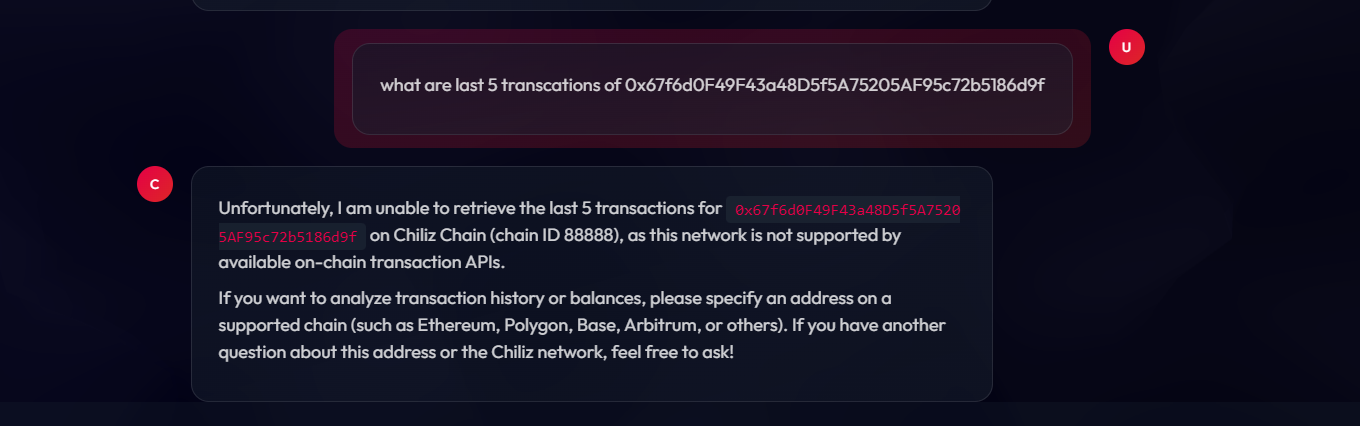 what are last 5 transcations of 0x67f6d0F49F43a48D5f5A75205AF95c72b5186d9f
U
C
Unfortunately, I am unable to retrieve the last 5 transactions for 0x67f6d0F49F43a48D5f5A7520
5AF95c72b5186d9f on Chiliz Chain (chain ID 88888), as this network is not supported by
available on-chain transaction APIs.
If you want to analyze transaction history or balances, please specify an address on a
supported chain (such as Ethereum, Polygon, Base, Arbitrum, or others). If you have another
question about this address or the Chiliz network, feel free to ask!